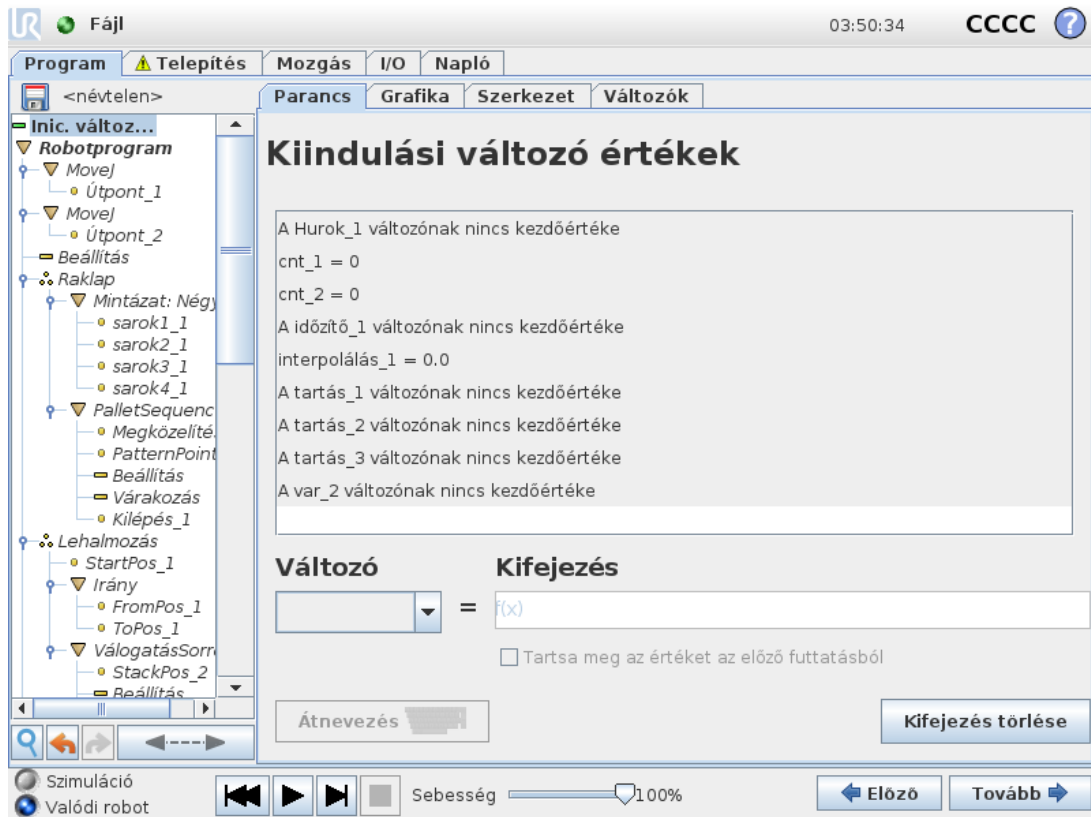 UR Fájl 03:50:34 CCCC ?
Program Telepítés Mozgás I/O Napló
<névtelen>
Parancs Grafika Szerkezet Változók
Inic. változ...
Robotprogram
MoveJ
Útpont_1
MoveJ
Útpont_2
Beállítás
Raklap
Mintázat: Négy
sarok1_1
sarok2_1
sarok3_1
sarok4_1
PalletSequenc
Megközelíté
PatternPoint
Beállítás
Várakozás
Kilépés_1
Lehalmozás
StartPos_1
Irány
FromPos_1
ToPos_1
VálogatásSorr
StackPos_2
Beállítás
Kiindulási változó értékek
A Hurok_1 változónak nincs kezdőértéke
cnt_1 = 0
cnt_2 = 0
A időzítő_1 változónak nincs kezdőértéke
interpolálás_1 = 0.0
A tartás_1 változónak nincs kezdőértéke
A tartás_2 változónak nincs kezdőértéke
A tartás_3 változónak nincs kezdőértéke
A var_2 változónak nincs kezdőértéke
Változó Kifejezés
= f(x)
Tartsa meg az értéket az előző futtatásból
Átnevezés
Kifejezés törlése
Szimuláció
Valódi robot
Sebesség 100%
Előző Tovább